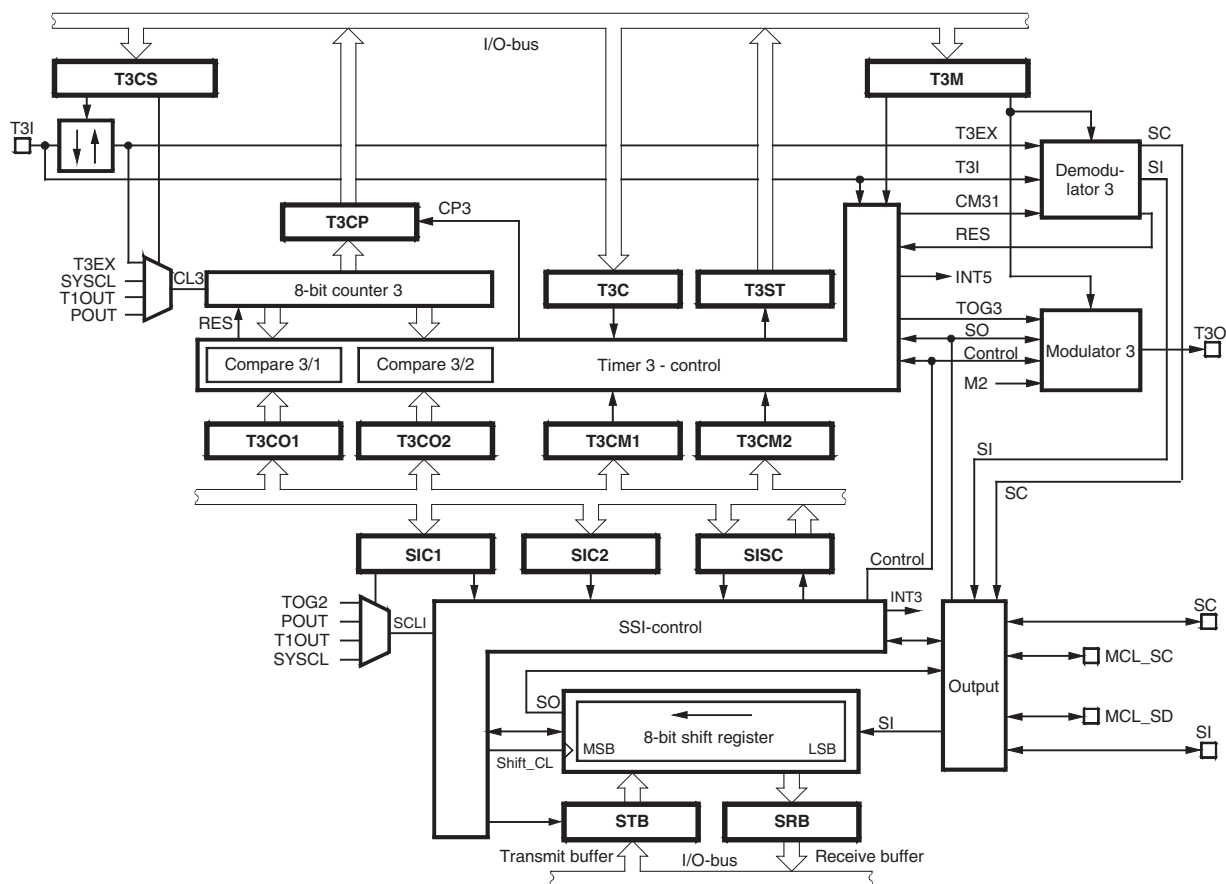 I/O-bus
T3CS
T3M
T3I
T3EX
SC
T3I
SI
Demodu-
lator 3
CM31
T3CP
CP3
RES
T3EX
SYSCL
T1OUT
POUT
CL3
8-bit counter 3
T3C
T3ST
INT5
RES
TOG3
SO
Control
M2
Modulator 3
T3O
Compare 3/1
Compare 3/2
Timer 3 - control
T3CO1
T3CO2
T3CM1
T3CM2
SI
SC
SIC1
SIC2
SISC
Control
TOG2
POUT
T1OUT
SYSCL
SCLI
SSI-control
INT3
SC
MCL_SC
Output
SO
SI
8-bit shift register
MSB
LSB
MCL_SD
SI
Shift_CL
STB
SRB
Transmit buffer
I/O-bus
Receive buffer